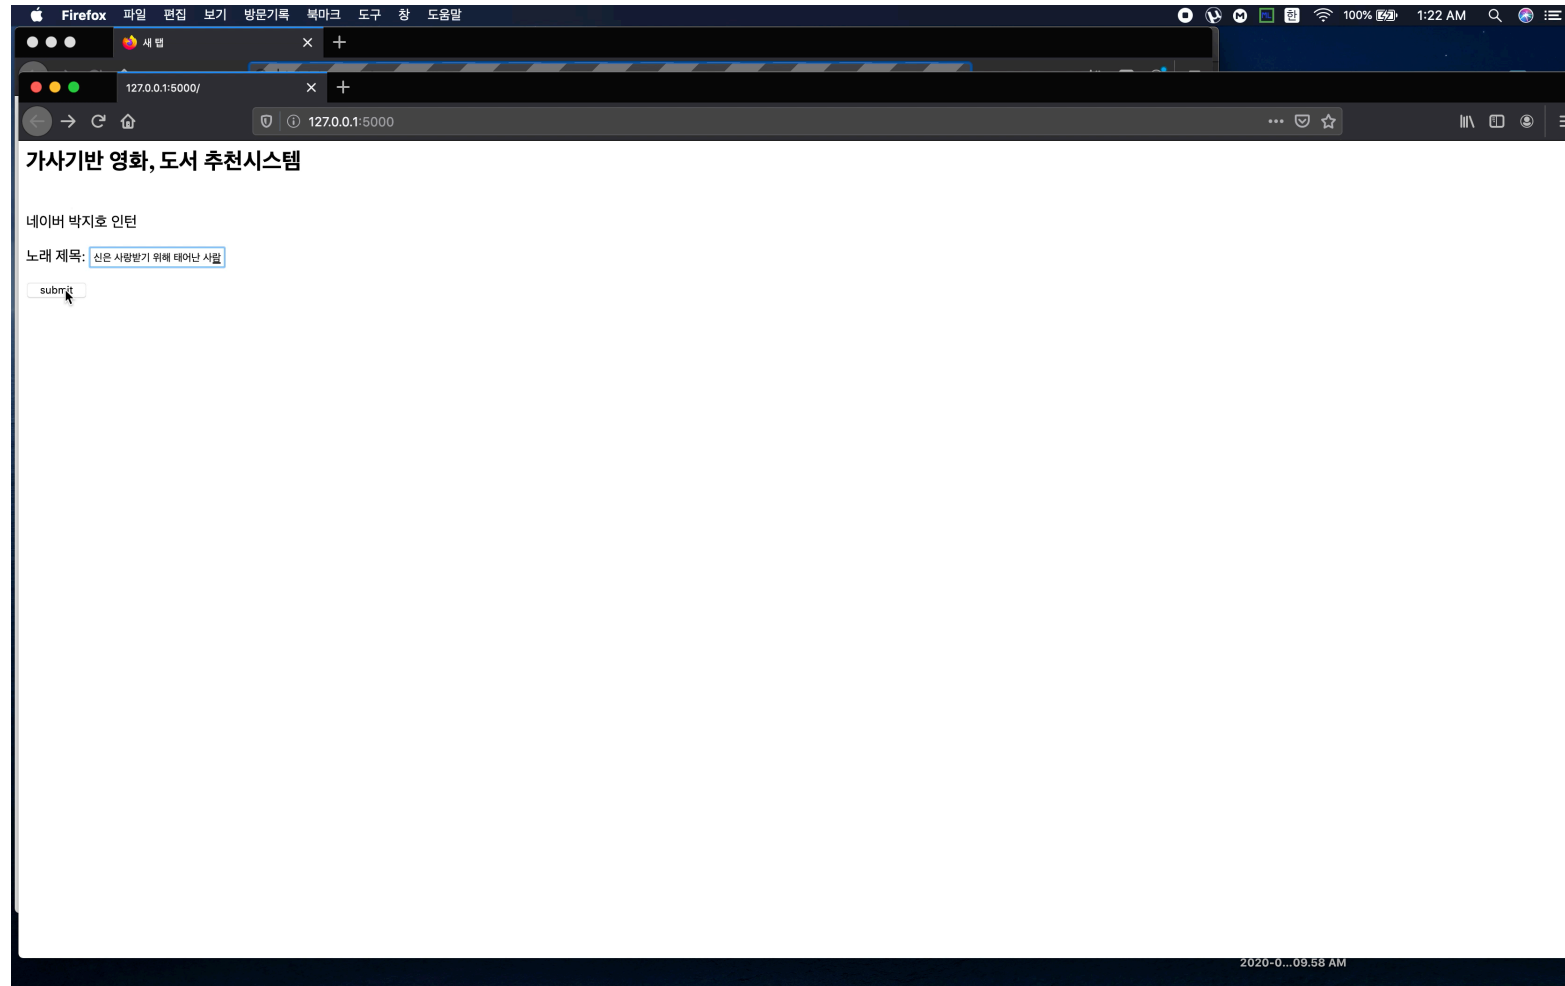 Firefox 파일 편집 보기 방문기록 북마크 도구 창 도움말 한 100% 1:22 AM
새 탭
127.0.0.1:5000/
127.0.0.1:5000
가사기반 영화, 도서 추천시스템
네이버 박지호 인턴
노래 제목: 신은 사랑받기 위해 태어난 사람
submit
2020-0...09.58 AM